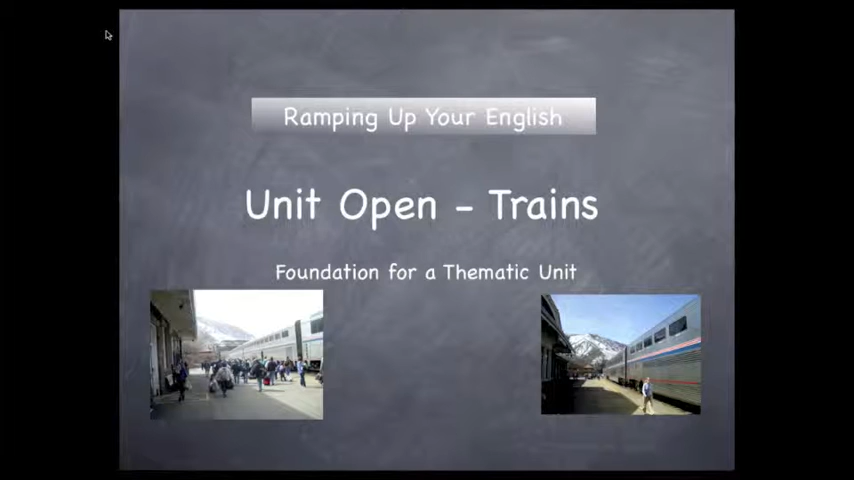 Ramping Up Your English
Unit Open - Trains
Foundation for a Thematic Unit